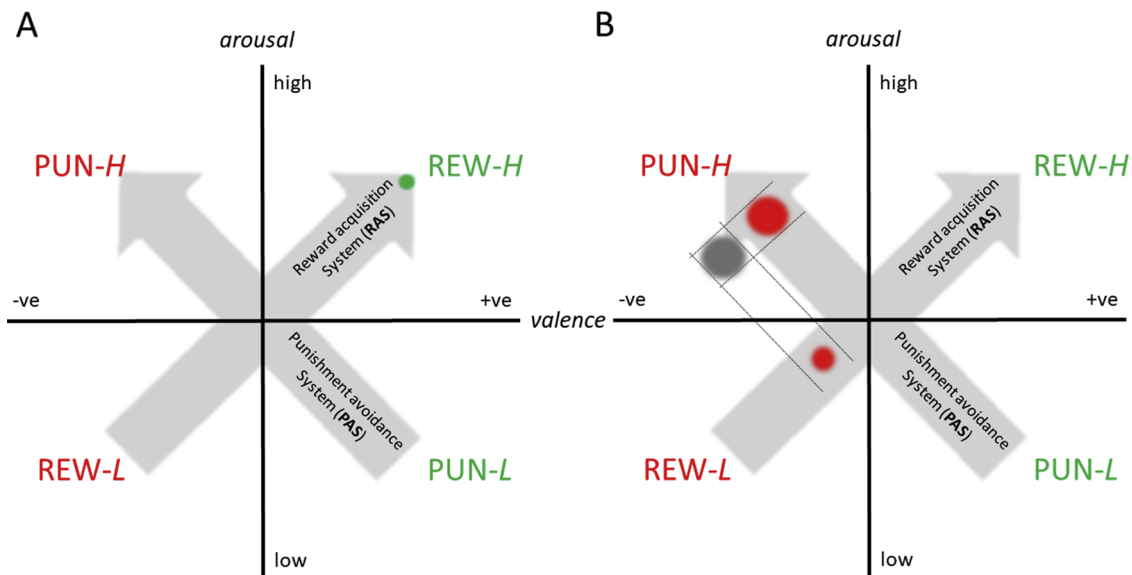 A
arousal
high
PUN-H
REW-H
Reward acquisition
System (RAS)
-ve
+ve
valence
Punishment avoidance
System (PAS)
REW-L
PUN-L
low
B
arousal
high
PUN-H
REW-H
Reward acquisition
System (RAS)
-ve
+ve
Punishment avoidance
System (PAS)
REW-L
PUN-L
low